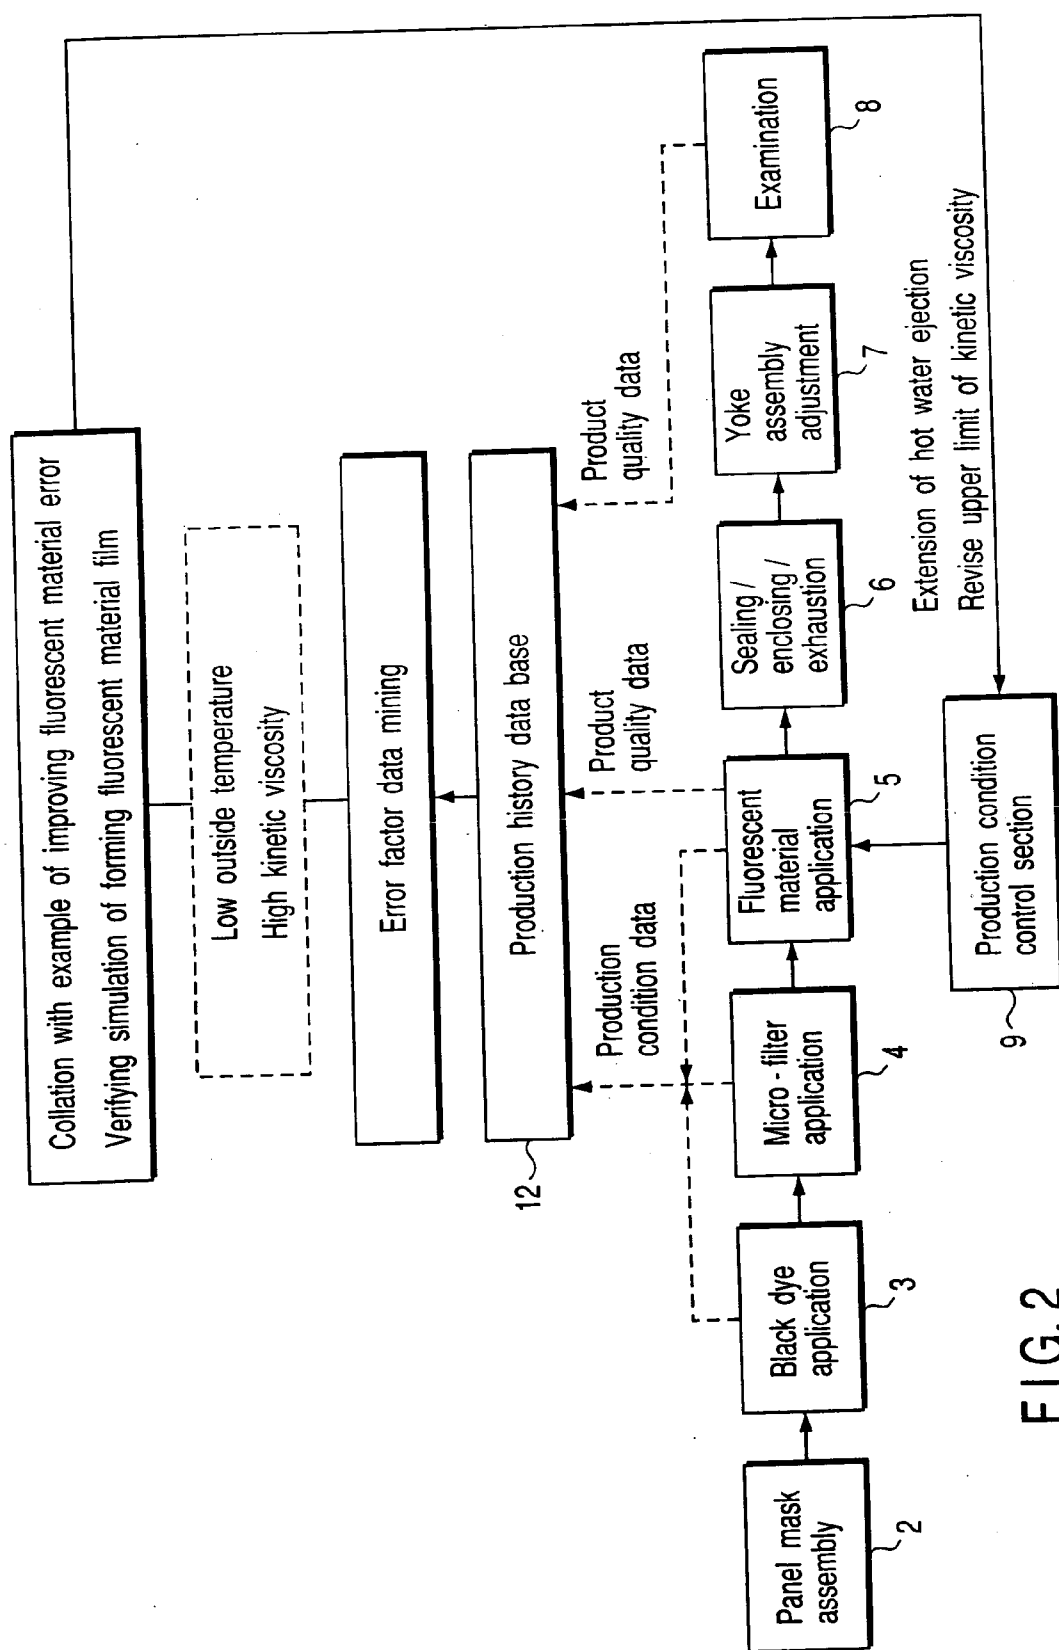 Collation with example of improving fluorescent material error
Verifying simulation of forming fluorescent material film
Low outside temperature
High kinetic viscosity
Error factor data mining
Production history data base
12
Production
condition data
Product
quality data
Product
quality data
Panel mask
assembly
2
Black dye
application
3
Micro-filter
application
4
Fluorescent
material
application
5
Sealing /
enclosing /
exhaustion
6
Yoke
assembly
adjustment
7
Examination
8
Extension of hot water ejection
Revise upper limit of kinetic viscosity
Production condition
control section
9
FIG. 2